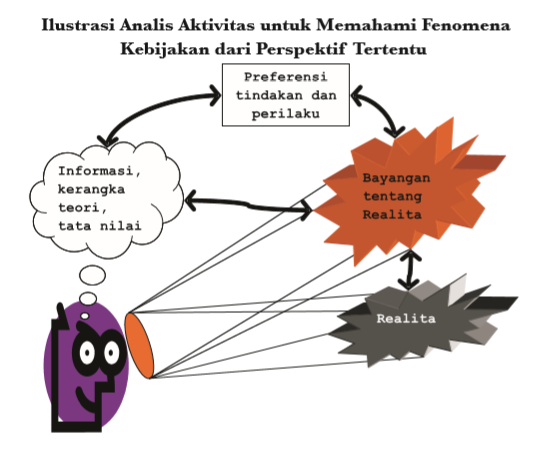 Ilustrasi Analis Aktivitas untuk Memahami Fenomena
Kebijakan dari Perspektif Tertentu
Preferensi
tindakan dan
perilaku
Informasi,
kerangka
teori,
tata nilai
Bayangan
tentang
Realita
Realita